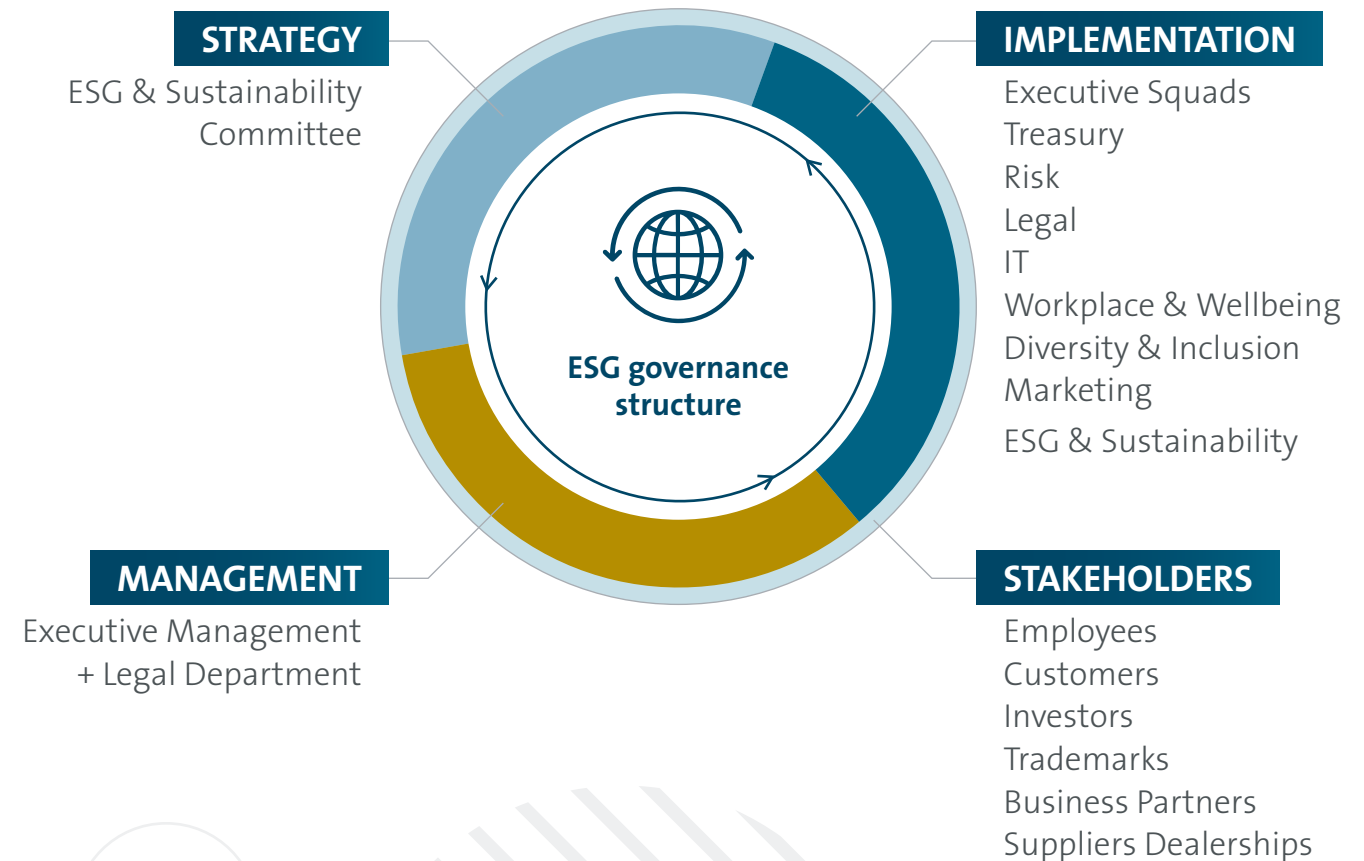 STRATEGY
ESG & Sustainability
Committee
IMPLEMENTATION
Executive Squads
Treasury
Risk
Legal
IT
Workplace & Wellbeing
Diversity & Inclusion
Marketing
ESG & Sustainability
ESG governance
structure
MANAGEMENT
Executive Management
+ Legal Department
STAKEHOLDERS
Employees
Customers
Investors
Trademarks
Business Partners
Suppliers Dealerships